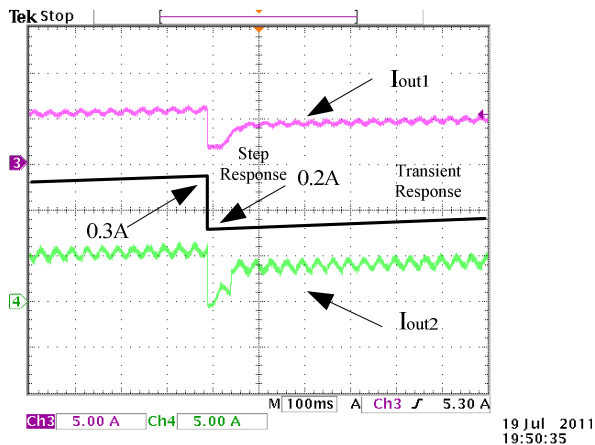 Tek Stop
Iout1
3
Step
Response
0.2A
Transient
Response
0.3A
4
Iout2
M 100ms A Ch3 5.30 A
Ch3 5.00 A Ch4 5.00 A
19 Jul 2011
19:50:35